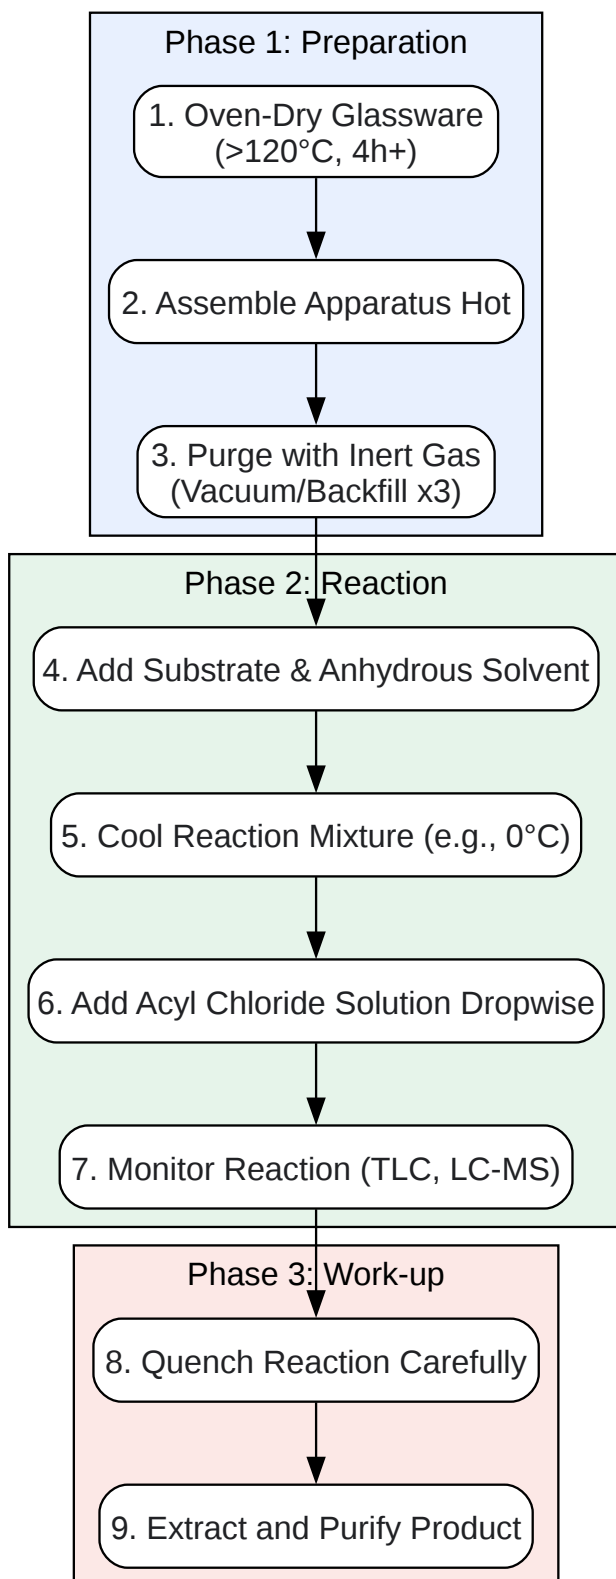 Phase 1: Preparation
1. Oven-Dry Glassware
(>120°C, 4h+)
2. Assemble Apparatus Hot
3. Purge with Inert Gas
(Vacuum/Backfill x3)
Phase 2: Reaction
4. Add Substrate & Anhydrous Solvent
5. Cool Reaction Mixture (e.g., 0°C)
6. Add Acyl Chloride Solution Dropwise
7. Monitor Reaction (TLC, LC-MS)
Phase 3: Work-up
8. Quench Reaction Carefully
9. Extract and Purify Product